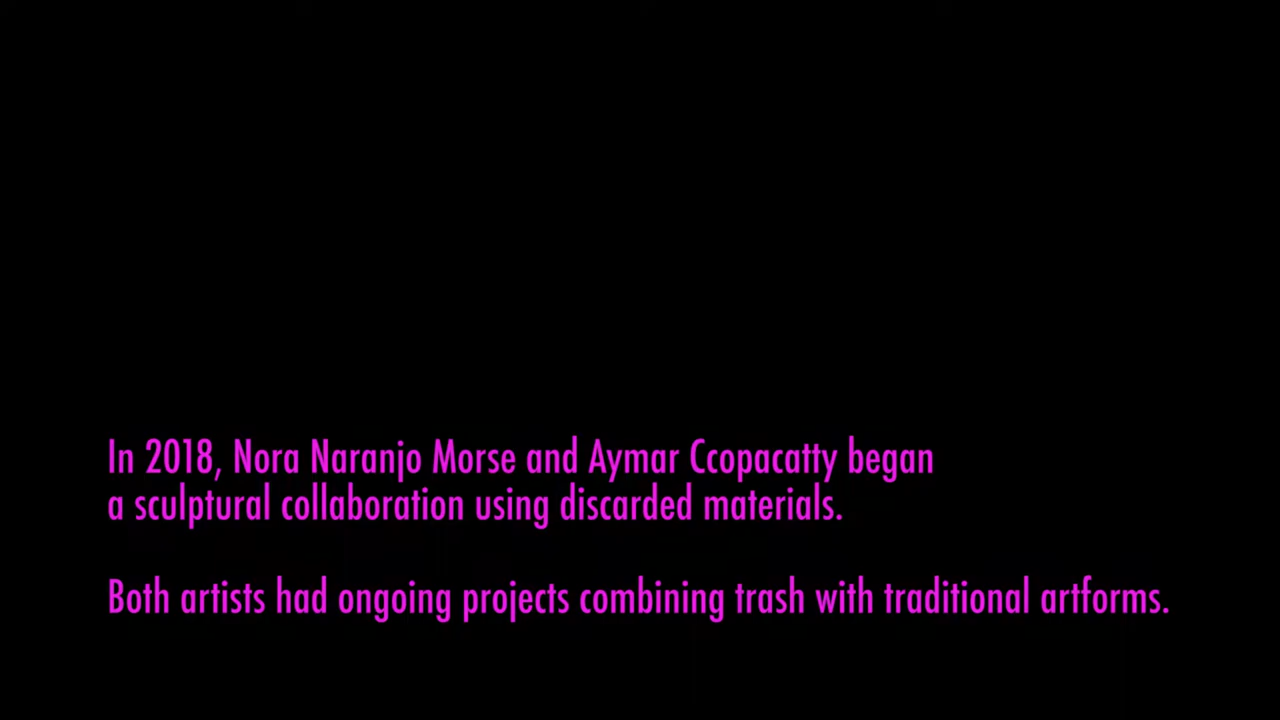 In 2018, Nora Naranjo Morse and Aymar Ccopacatty began
a sculptural collaboration using discarded materials.
Both artists had ongoing projects combining trash with traditional artforms.